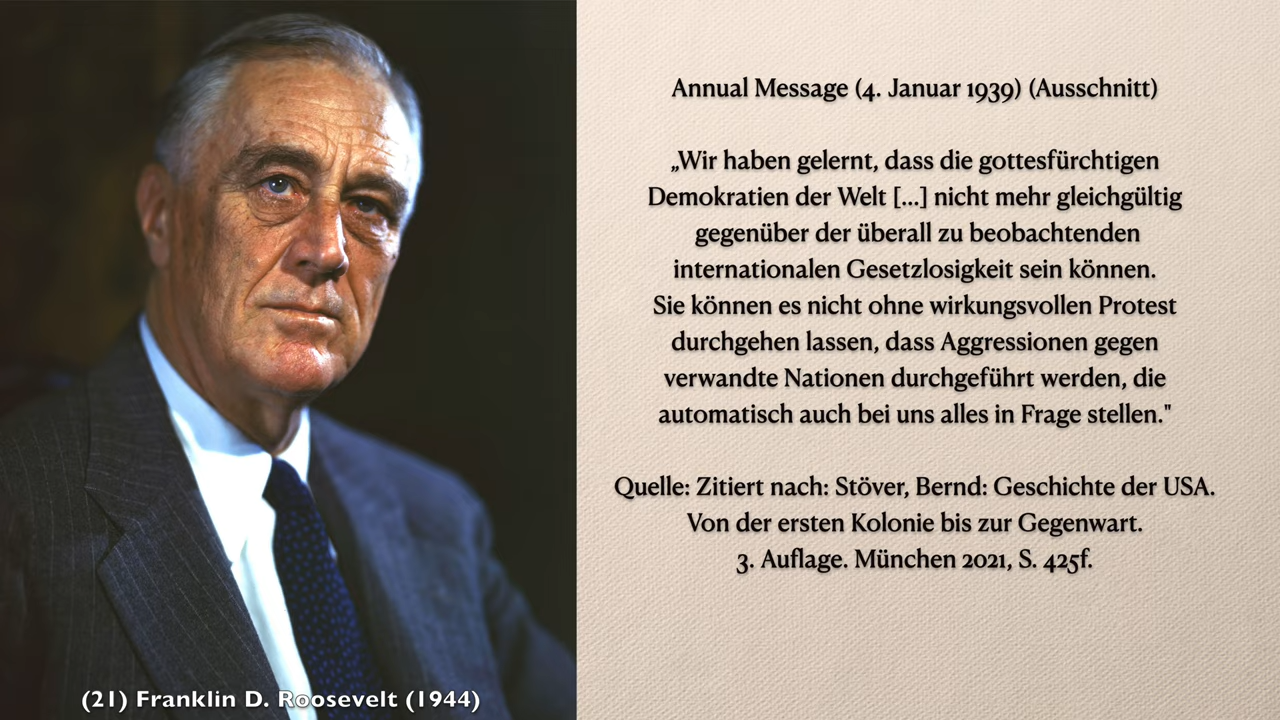 Annual Message (4. Januar 1939) (Ausschnitt)
„Wir haben gelernt, dass die gottesfürchtigen
Demokratien der Welt [...] nicht mehr gleichgültig
gegenüber der überall zu beobachtenden
internationalen Gesetzlosigkeit sein können.
Sie können es nicht ohne wirkungsvollen Protest
durchgehen lassen, dass Aggressionen gegen
verwandte Nationen durchgeführt werden, die
automatisch auch bei uns alles in Frage stellen."
Quelle: Zitiert nach: Stöver, Bernd: Geschichte der USA.
Von der ersten Kolonie bis zur Gegenwart.
3. Auflage. München 2021, S. 425f.
(21) Franklin D. Roosevelt (1944)